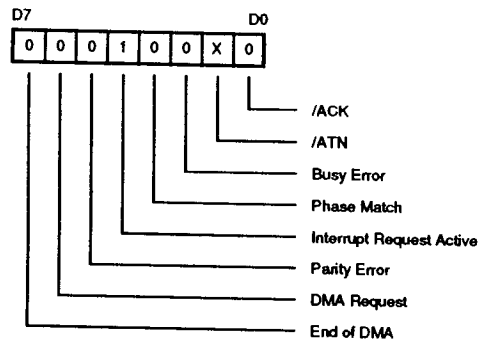 D7 D0
0 0 0 1 0 0 X 0
/ACK
/ATN
Busy Error
Phase Match
Interrupt Request Active
Parity Error
DMA Request
End of DMA